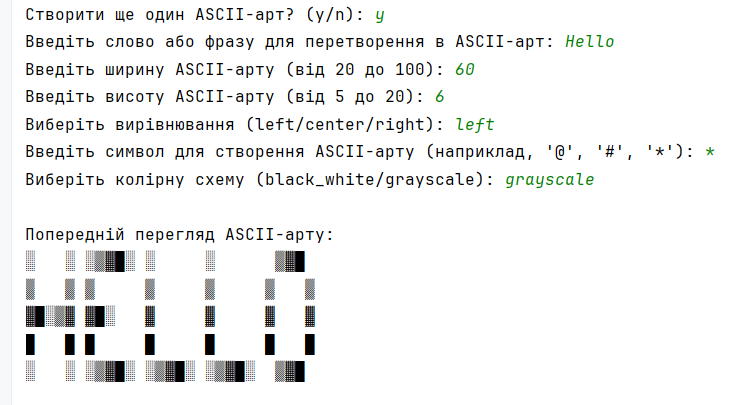 Створити ще один ASCII-арт? (y/n): y
Введіть слово або фразу для перетворення в ASCII-арт: Hello
Введіть ширину ASCII-арту (від 20 до 100): 60
Введіть висоту ASCII-арту (від 5 до 20): 6
Виберіть вирівнювання (left/center/right): left
Введіть символ для створення ASCII-арту (наприклад, '@', '#', '*'): *
Виберіть колірну схему (black_white/grayscale): grayscale
Попередній перегляд ASCII-арту:
░   ░ ░▒▓█░ ░     ░      ▒▓█
▒   ▒ ▒     ▒     ▒     ▒   ▒
▓█░▒▓ ▓█░   ▓     ▓     ▓   ▓
█   █ █     █     █     █   █
░   ░ ░▒▓█░ ░▒▓█░ ░▒▓█░  ▒▓█